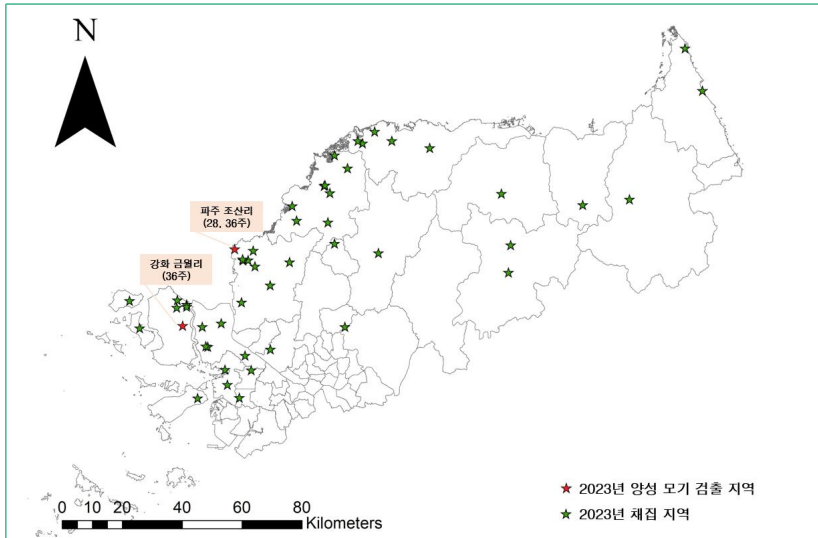 N
파주 조산리
(28, 36주)
강화 금월리
(36주)
0 10 20 40 60 80
Kilometers
2023년 양성 모기 검출 지역
2023년 채집 지역